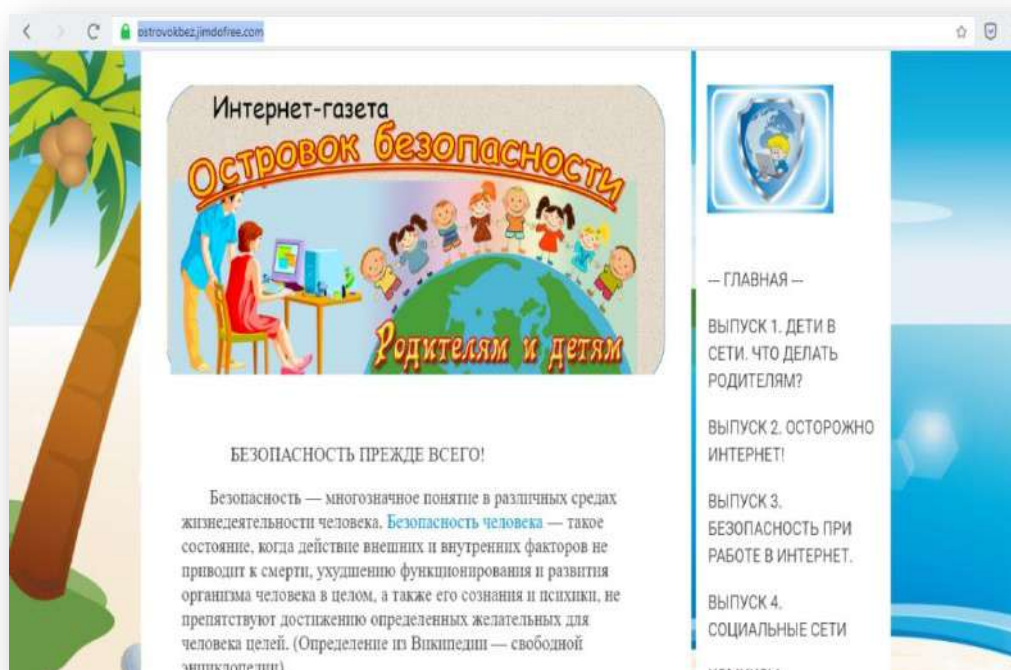 ostrovokbez.jimdofree.com
Интернет-газета
Островок безопасности
Родителям и детям
БЕЗОПАСНОСТЬ ПРЕЖДЕ ВСЕГО!
Безопасность — многозначное понятие в различных средах
жизнедеятельности человека. Безопасность человека — такое
состояние, когда действие внешних и внутренних факторов не
приводит к смерти, ухудшению функционирования и развития
организма человека в целом, а также его сознания и психики, не
препятствуют достижению определенных желательных для
человека целей. (Определение из Википедии — свободной
энциклопедии)
— ГЛАВНАЯ —
ВЫПУСК 1. ДЕТИ В
СЕТИ. ЧТО ДЕЛАТЬ
РОДИТЕЛЯМ?
ВЫПУСК 2. ОСТОРОЖНО
ИНТЕРНЕТ!
ВЫПУСК 3.
БЕЗОПАСНОСТЬ ПРИ
РАБОТЕ В ИНТЕРНЕТ.
ВЫПУСК 4.
СОЦИАЛЬНЫЕ СЕТИ